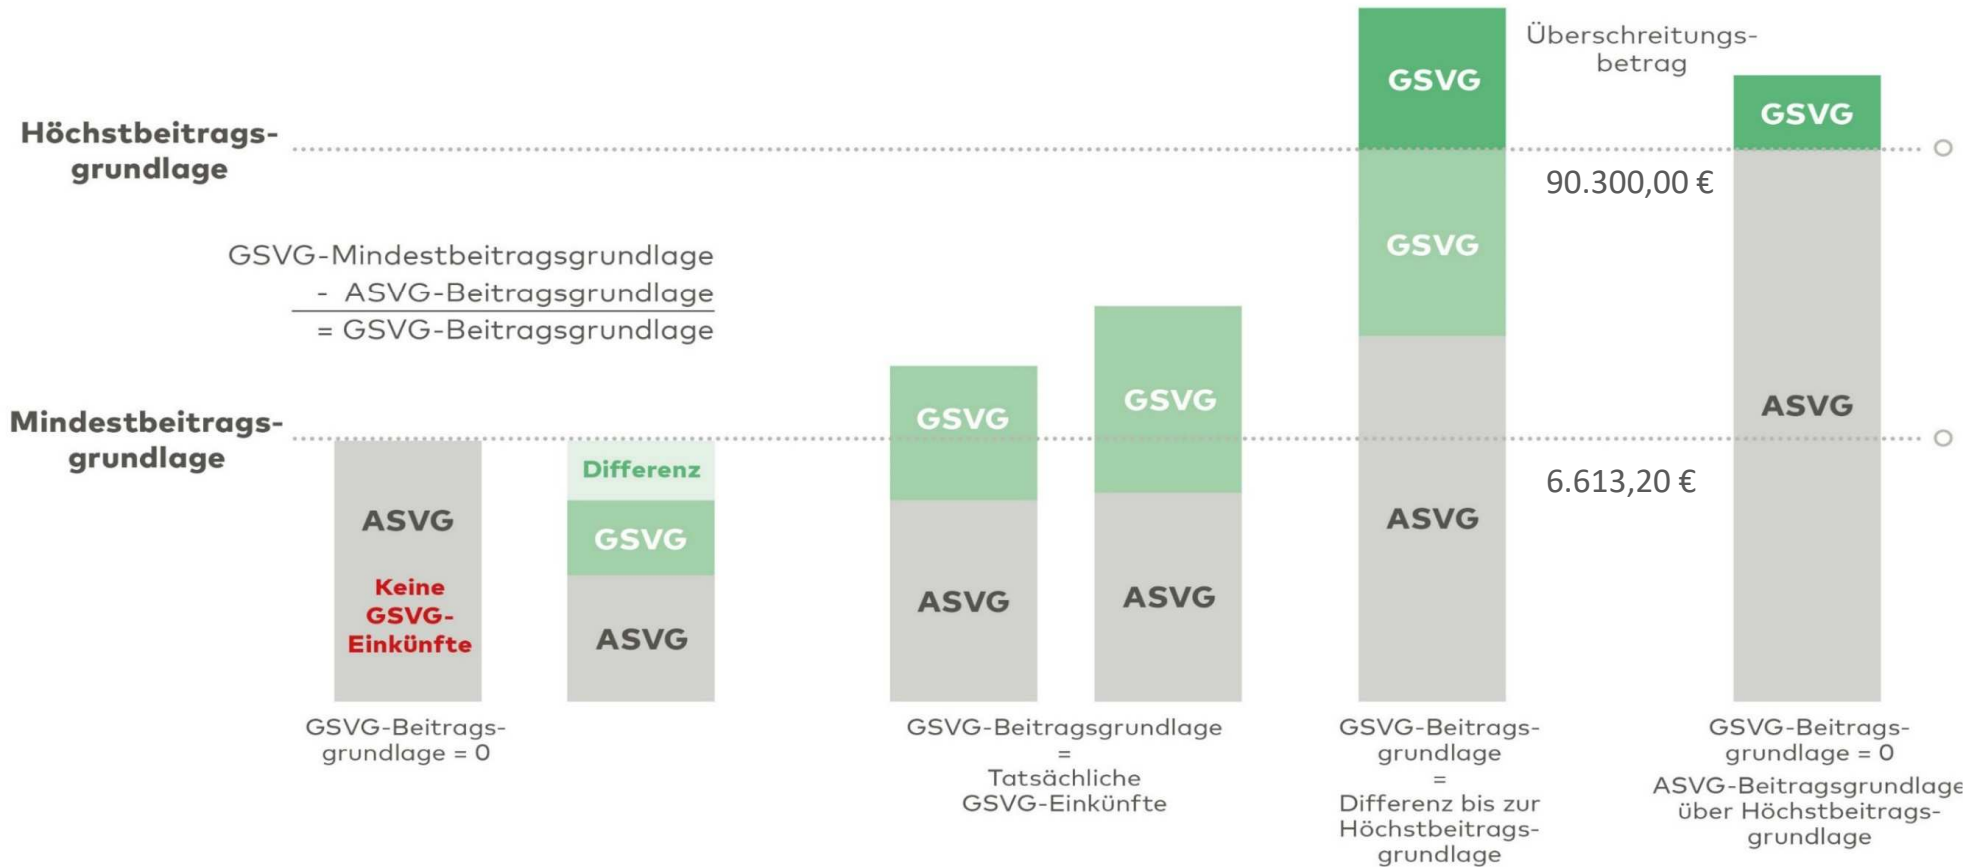 Höchstbeitrags-
grundlage
Mindestbeitrags-
grundlage
GSVG-Mindestbeitragsgrundlage
- ASVG-Beitragsgrundlage
= GSVG-Beitragsgrundlage
ASVG
Keine
GSVG-
Einkünfte
GSVG-Beitrags-
grundlage = 0
Differenz
GSVG
ASVG
GSVG
ASVG
GSVG
ASVG
GSVG-Beitragsgrundlage
=
Tatsächliche
GSVG-Einkünfte
GSVG
GSVG
ASVG
GSVG-Beitrags-
grundlage
=
Differenz bis zur
Höchstbeitrags-
grundlage
Überschreitungs-
betrag
90.300,00 €
6.613,20 €
GSVG
ASVG
GSVG-Beitrags-
grundlage = 0
ASVG-Beitragsgrundlage
über Höchstbeitrags-
grundlage